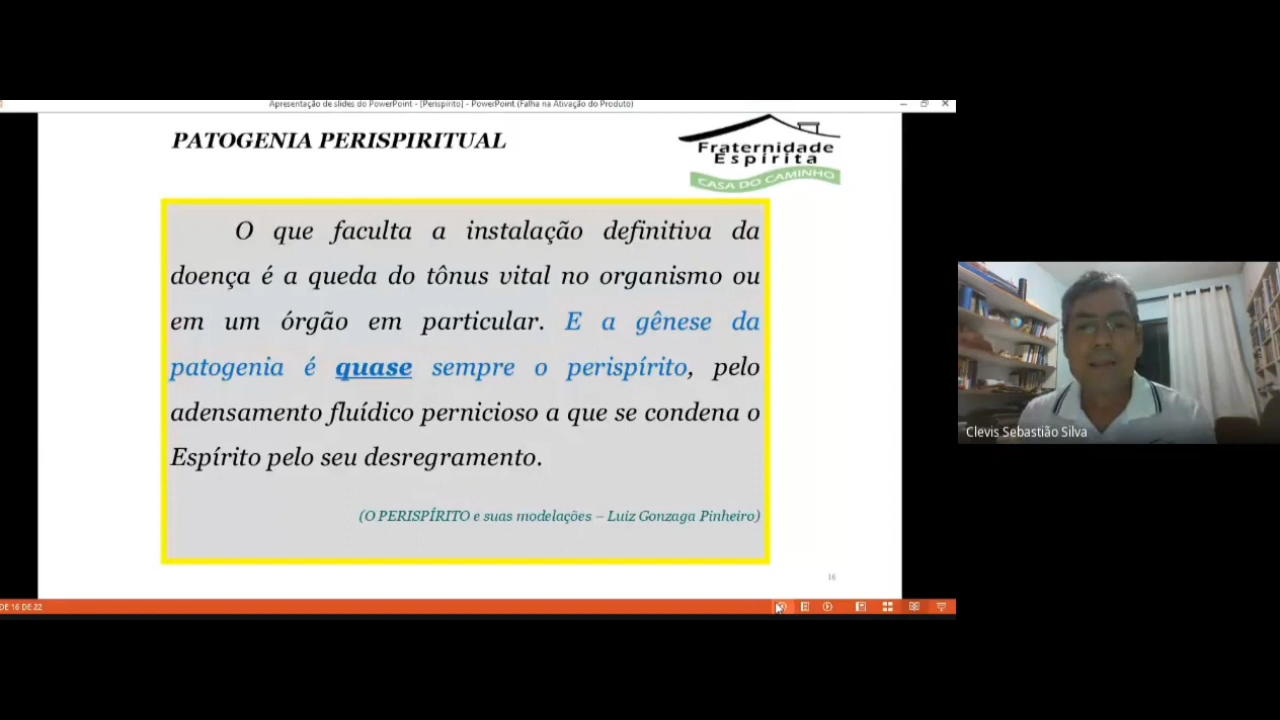 Apresentação de slides do PowerPoint - [Perispirito] - PowerPoint (Falha na Ativação do Produto)
PATOGENIA PERISPIRITUAL
Fraternidade
Espírita
CASA DO CAMINHO
O que faculta a instalação definitiva da
doença é a queda do tônus vital no organismo ou
em um órgão em particular. E a gênese da
patogenia é quase sempre o perispírito, pelo
adensamento fluídico pernicioso a que se condena o
Espírito pelo seu desregramento.
(O PERISPÍRITO e suas modelações – Luiz Gonzaga Pinheiro)
16
DE 16 DE 22
Clevis Sebastião Silva